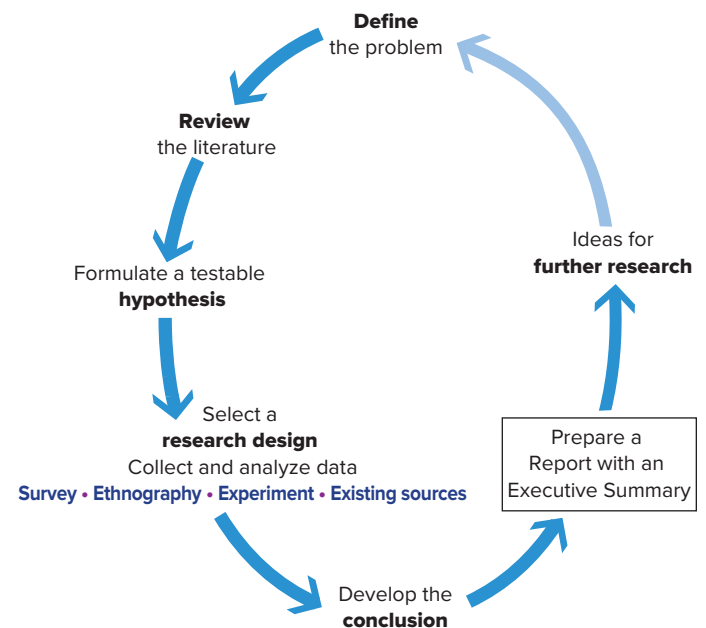 Define
the problem
Review
the literature
Formulate a testable
hypothesis
Select a
research design
Collect and analyze data
Survey • Ethnography • Experiment • Existing sources
Develop the
conclusion
Prepare a
Report with an
Executive Summary
Ideas for
further research